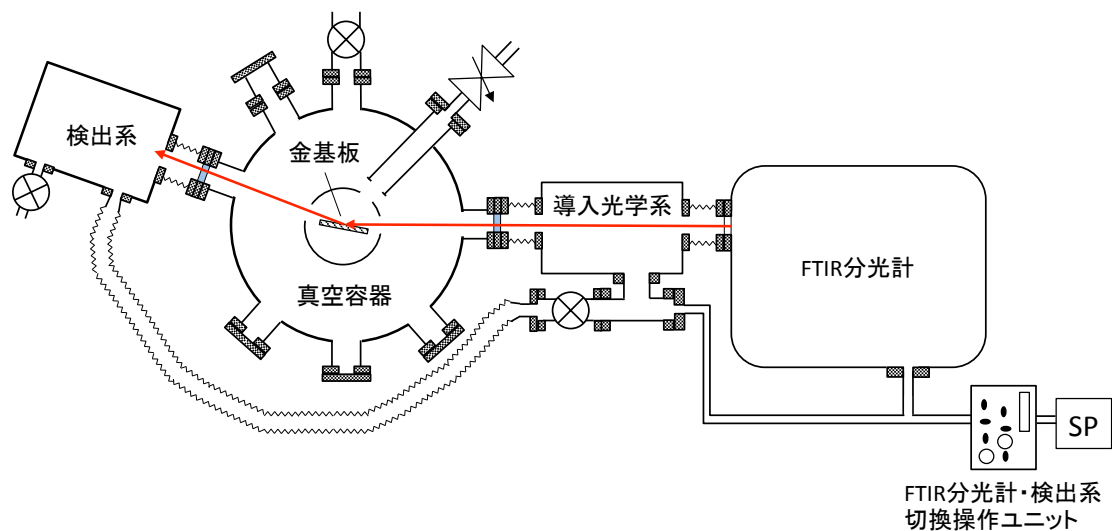 検出系
金基板
導入光学系
FTIR分光計
真空容器
SP
FTIR分光計・検出系
切換操作ユニット